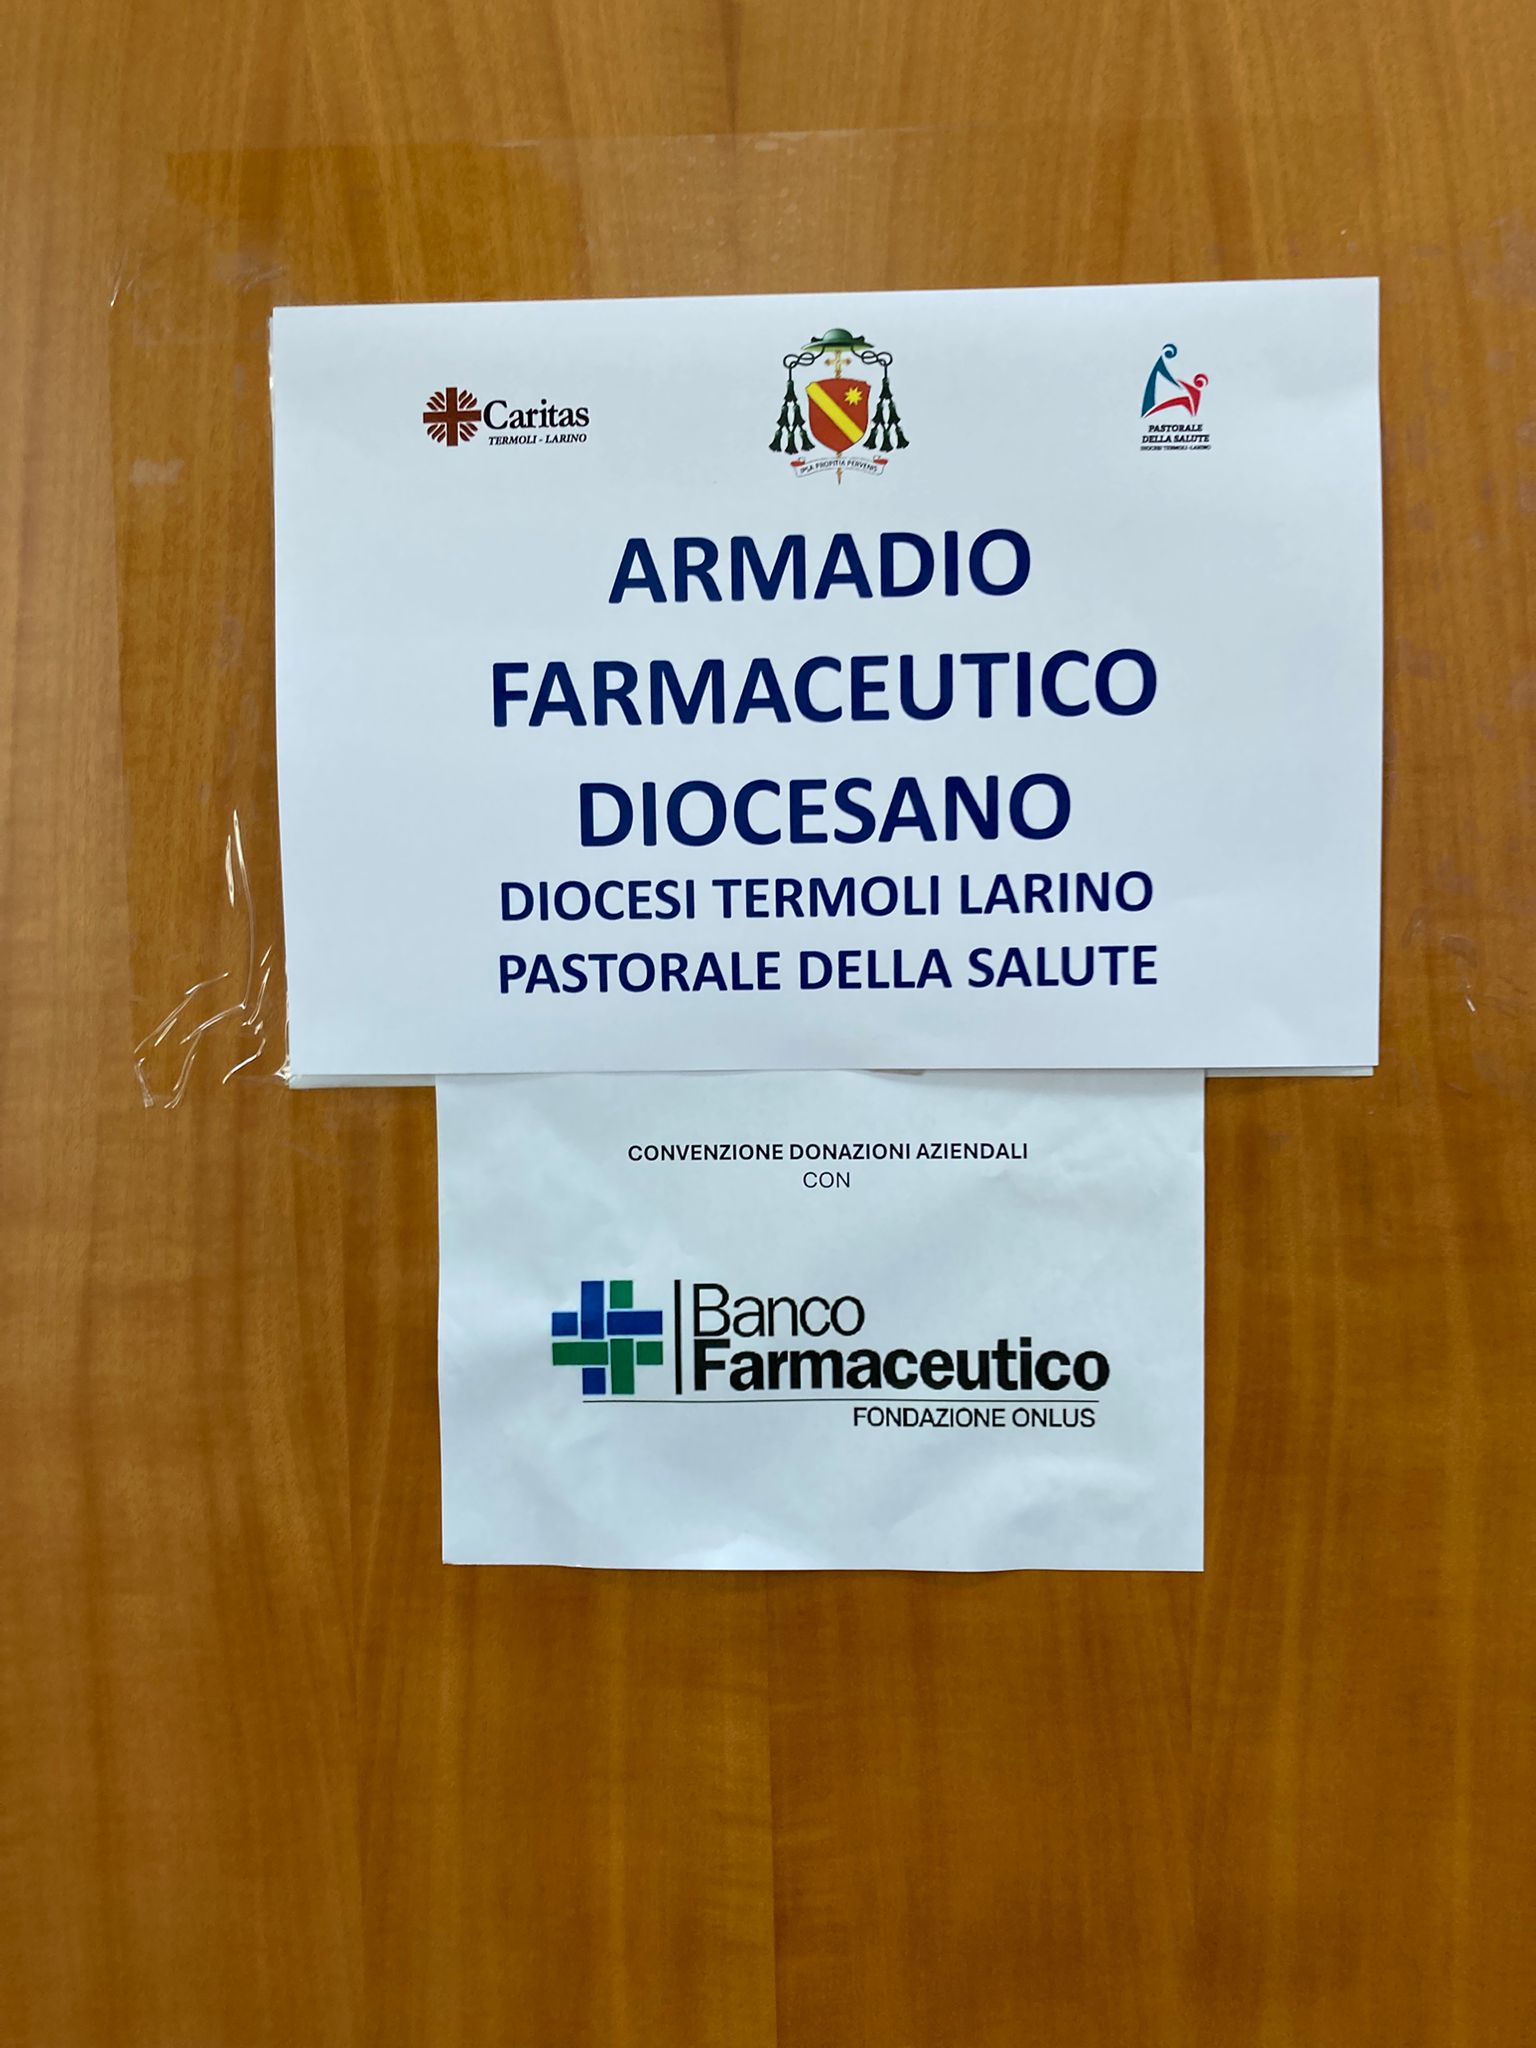 Caritas
TERMOLI - LARINO
IPSA PROPITIA PERVENIS
PASTORALE
DELLA SALUTE
DIOCESI TERMOLI-LARINO
ARMADIO
FARMACEUTICO
DIOCESANO
DIOCESI TERMOLI LARINO
PASTORALE DELLA SALUTE
CONVENZIONE DONAZIONI AZIENDALI
CON
Banco
Farmaceutico
FONDAZIONE ONLUS